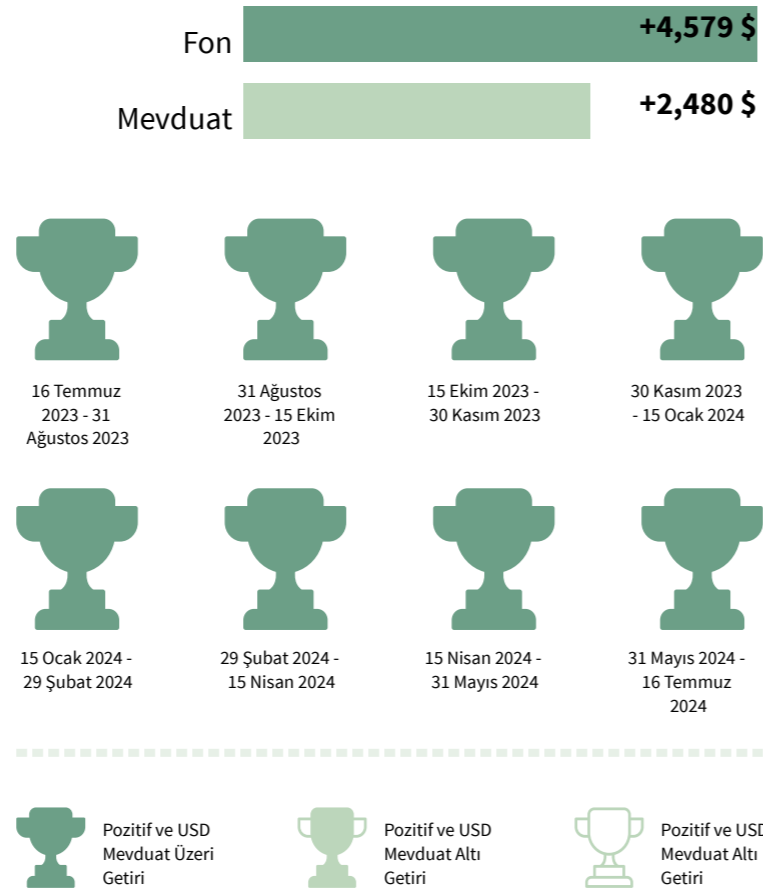 Fon
+4,579 $
Mevduat
+2,480 $
16 Temmuz
2023 - 31
Ağustos 2023
31 Ağustos
2023 - 15 Ekim
2023
15 Ekim 2023 -
30 Kasım 2023
30 Kasım 2023
- 15 Ocak 2024
15 Ocak 2024 -
29 Şubat 2024
29 Şubat 2024 -
15 Nisan 2024
15 Nisan 2024 -
31 Mayıs 2024
31 Mayıs 2024 -
16 Temmuz
2024
Pozitif ve USD
Mevduat Üzeri
Getiri
Pozitif ve USD
Mevduat Altı
Getiri
Pozitif ve USD
Mevduat Altı
Getiri